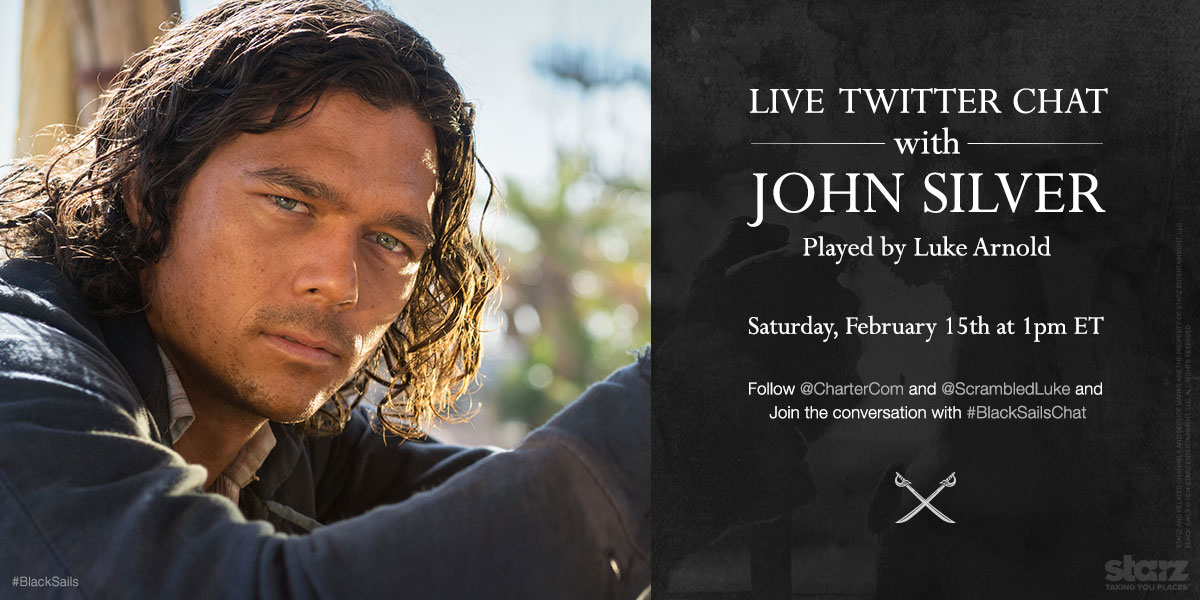 LIVE TWITTER CHAT
with
JOHN SILVER
Played by Luke Arnold
Saturday, February 15th at 1pm ET
Follow @CharterCom and @ScrambledLuke and
Join the conversation with #BlackSailsChat
#BlackSails
starz
TAKING YOU PLACES